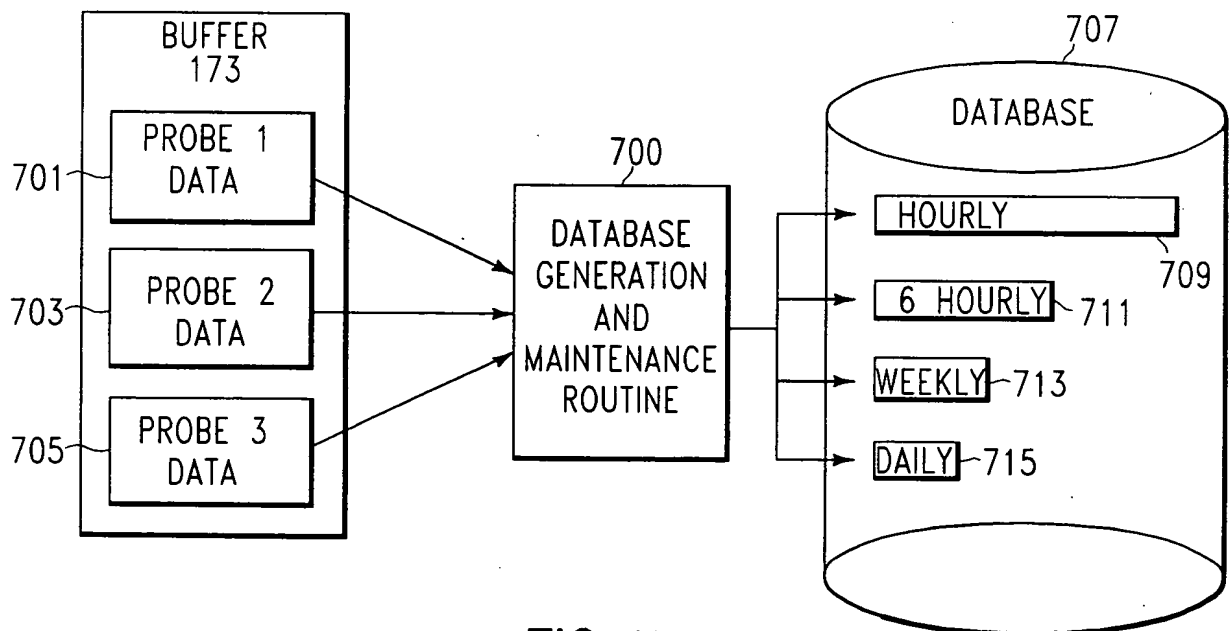 BUFFER
173
PROBE 1
DATA
701
PROBE 2
DATA
703
PROBE 3
DATA
705
700
DATABASE
GENERATION
AND
MAINTENANCE
ROUTINE
707
DATABASE
HOURLY
709
6 HOURLY
711
WEEKLY
713
DAILY
715